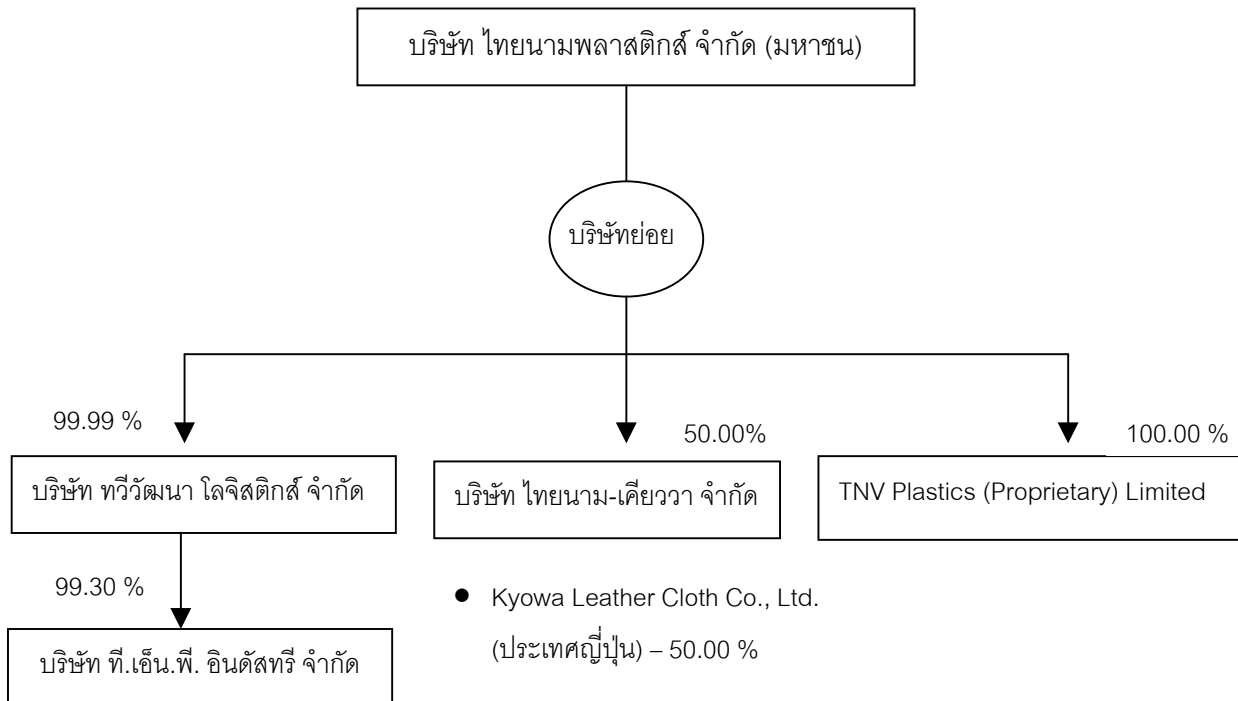 บริษัท ไทยนามพลาสติกส์ จำกัด (มหาชน)
บริษัทย่อย
99.99 %
50.00%
100.00 %
บริษัท ทวีวัฒนา โลจิสติกส์ จำกัด
บริษัท ไทยนาม-เคียววา จำกัด
TNV Plastics (Proprietary) Limited
99.30 %
● Kyowa Leather Cloth Co., Ltd.
(ประเทศญี่ปุ่น) – 50.00 %
บริษัท ที.เอ็น.พี. อินดัสทรี จำกัด